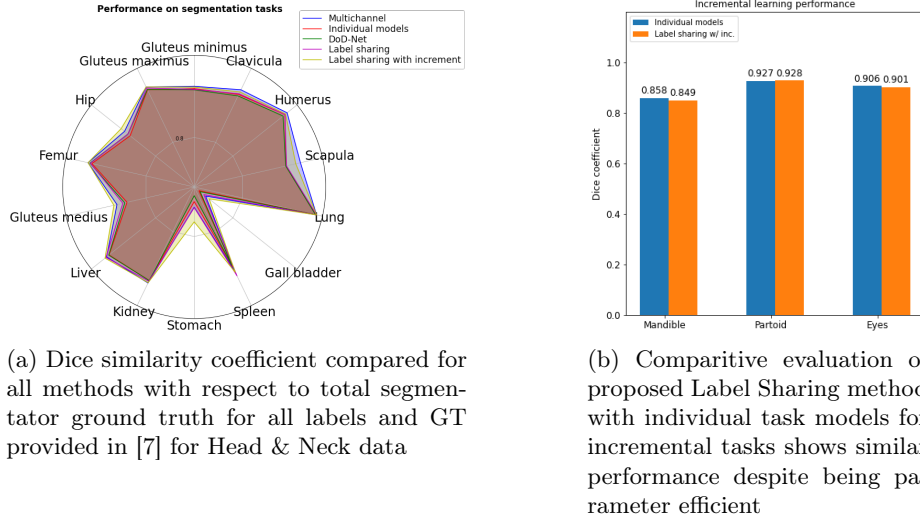 Performance on segmentation tasks
Multichannel
Individual models
DoD-Net
Label sharing
Label sharing with increment
Gluteus minimus
Clavicula
Humerus
Scapula
Lung
Gall bladder
Spleen
Stomach
Kidney
Liver
Gluteus medius
Femur
Hip
Gluteus maximus
(a) Dice similarity coefficient compared for
all methods with respect to total segmen-
tator ground truth for all labels and GT
provided in [7] for Head & Neck data
Incremental learning performance
Individual models
Label sharing w/ inc.
Dice coefficient
1.0
0.8
0.6
0.4
0.2
0.0
0.858
0.849
0.927
0.928
0.906
0.901
Mandible
Partoid
Eyes
(b) Comparitive evaluation o
proposed Label Sharing method
with individual task models for
incremental tasks shows similar
performance despite being pa-
rameter efficient